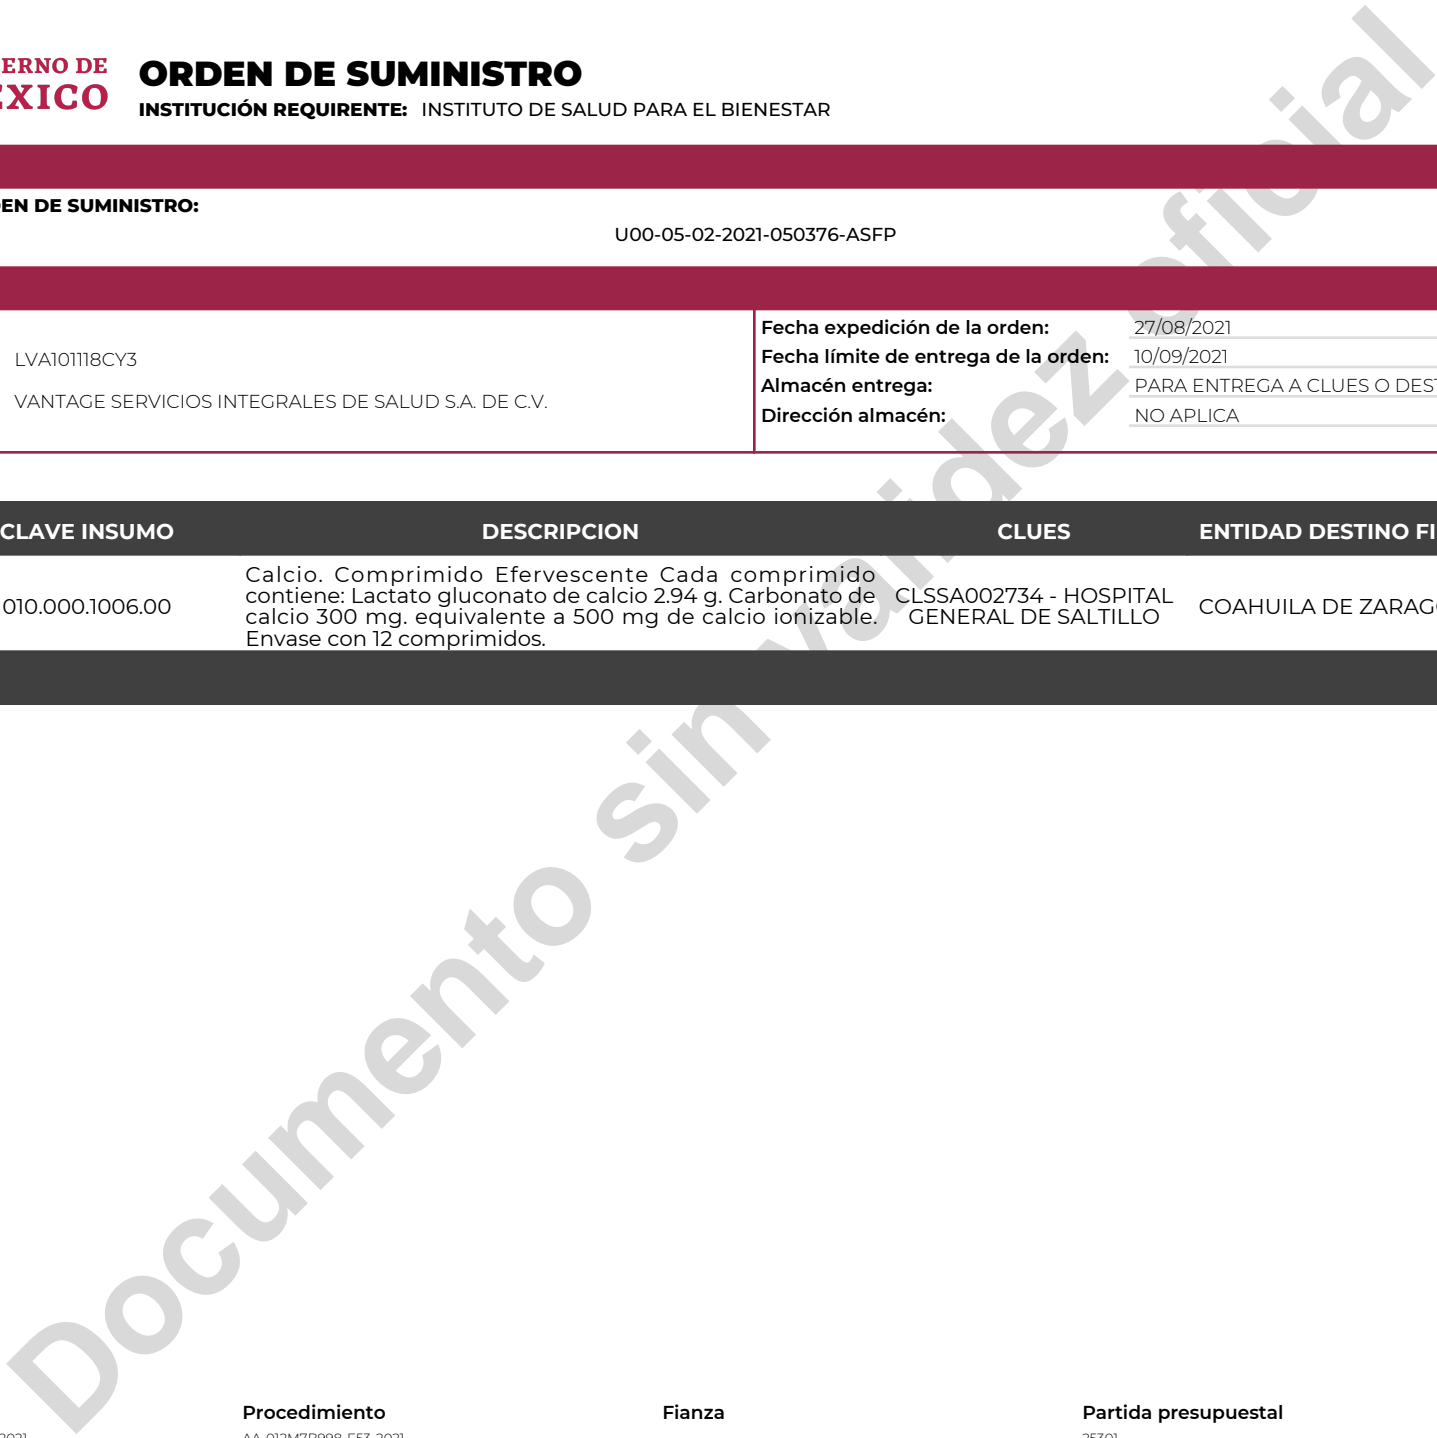 ERNO DE
ORDEN DE SUMINISTRO
INSTITUCIÓN REQUIRENTE: INSTITUTO DE SALUD PARA EL BIENESTAR
EN DE SUMINISTRO:
U00-05-02-2021-050376-ASFP
LVA101118CY3
VANTAGE SERVICIOS INTEGRALES DE SALUD S.A. DE C.V.
Fecha expedición de la orden: 27/08/2021
Fecha límite de entrega de la orden: 10/09/2021
Almacén entrega: PARA ENTREGA A CLUES O DEST
Dirección almacén: NO APLICA
CLAVE INSUMO DESCRIPCION CLUES ENTIDAD DESTINO FI
010.000.1006.00
Calcio. Comprimido Efervescente Cada comprimido
contiene: Lactato gluconato de calcio 2.94 g. Carbonato de
calcio 300 mg. equivalente a 500 mg de calcio ionizable.
Envase con 12 comprimidos.
CLSSA002734 - HOSPITAL
GENERAL DE SALTILLO
COAHUILA DE ZARAG
Documento sin validez oficial
Procedimiento Fianza Partida presupuestal